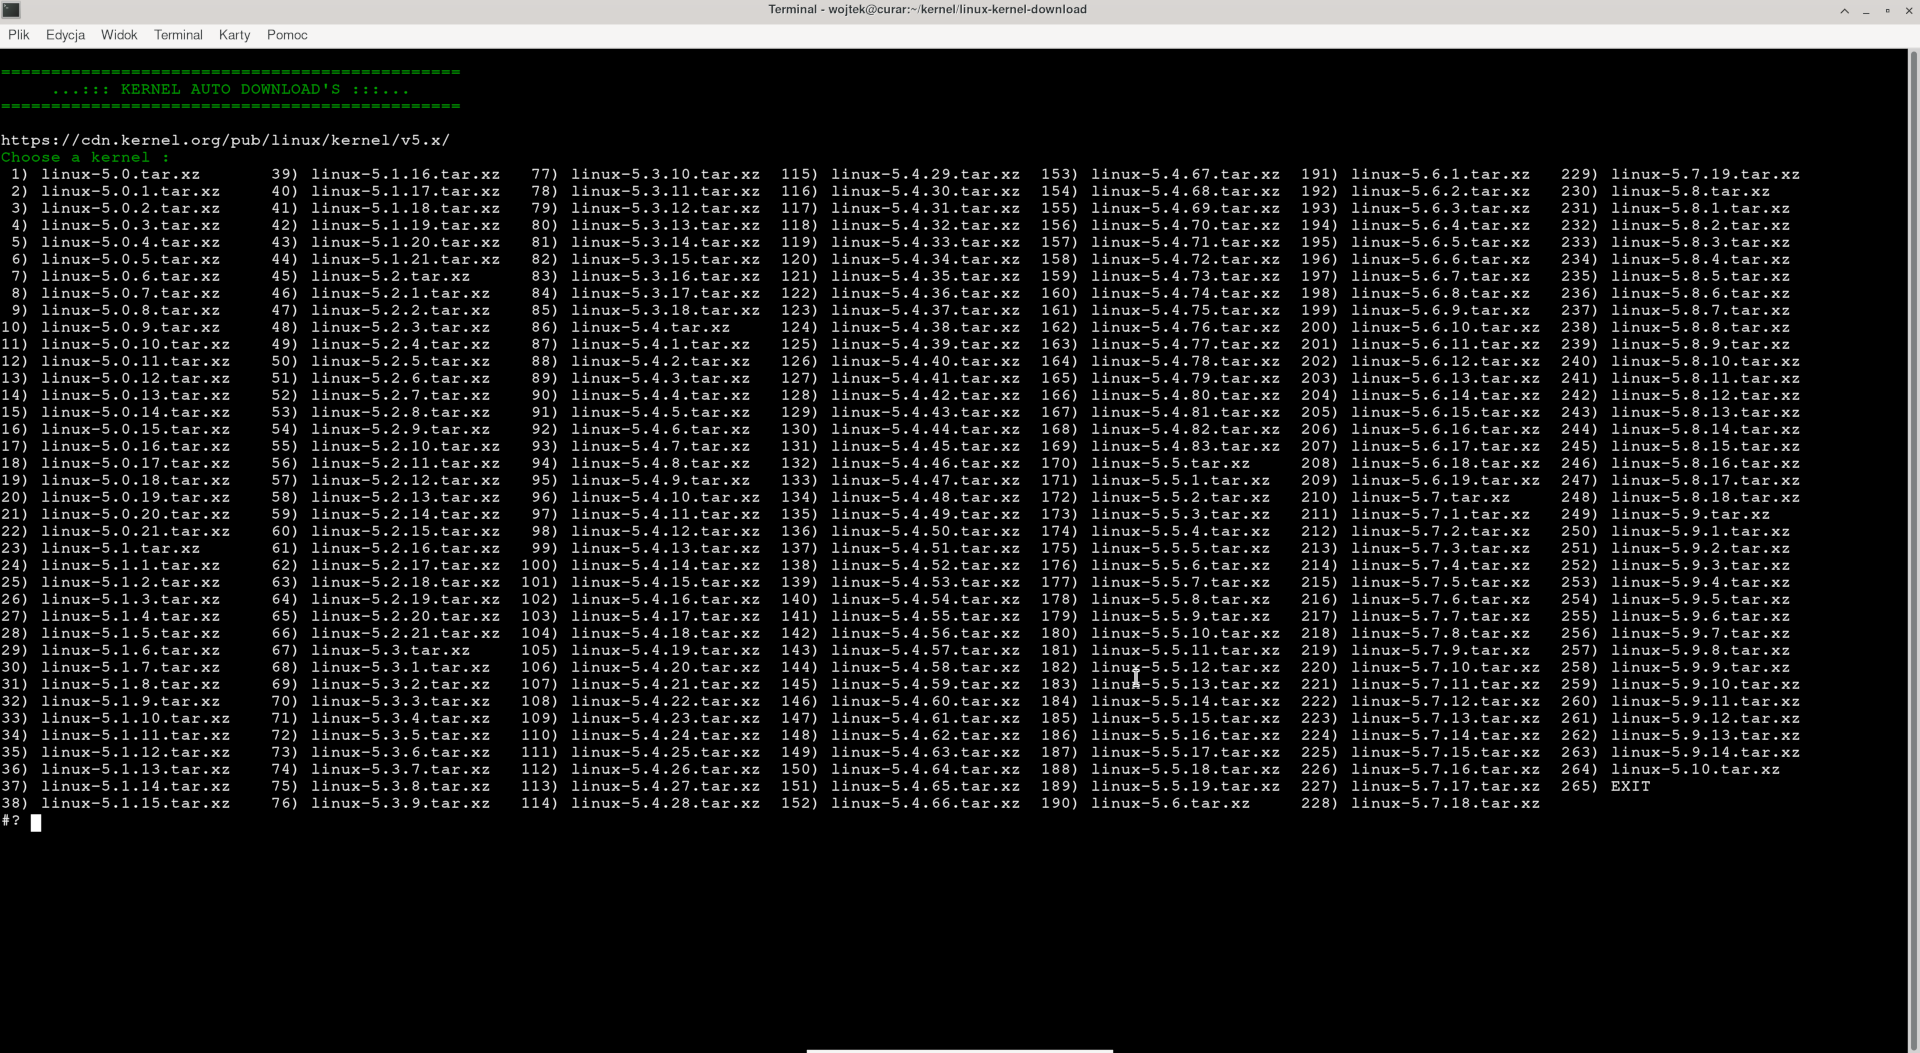 Terminal - wojtek@curar:~/kernel/linux-kernel-download
Plik Edycja Widok Terminal Karty Pomoc
==============================================
...::: KERNEL AUTO DOWNLOAD'S :::...
==============================================
https://cdn.kernel.org/pub/linux/kernel/v5.x/
Choose a kernel :
1) linux-5.0.tar.xz 39) linux-5.1.16.tar.xz 77) linux-5.3.10.tar.xz 115) linux-5.4.29.tar.xz 153) linux-5.4.67.tar.xz 191) linux-5.6.1.tar.xz 229) linux-5.7.19.tar.xz
2) linux-5.0.1.tar.xz 40) linux-5.1.17.tar.xz 78) linux-5.3.11.tar.xz 116) linux-5.4.30.tar.xz 154) linux-5.4.68.tar.xz 192) linux-5.6.2.tar.xz 230) linux-5.8.tar.xz
3) linux-5.0.2.tar.xz 41) linux-5.1.18.tar.xz 79) linux-5.3.12.tar.xz 117) linux-5.4.31.tar.xz 155) linux-5.4.69.tar.xz 193) linux-5.6.3.tar.xz 231) linux-5.8.1.tar.xz
4) linux-5.0.3.tar.xz 42) linux-5.1.19.tar.xz 80) linux-5.3.13.tar.xz 118) linux-5.4.32.tar.xz 156) linux-5.4.70.tar.xz 194) linux-5.6.4.tar.xz 232) linux-5.8.2.tar.xz
5) linux-5.0.4.tar.xz 43) linux-5.1.20.tar.xz 81) linux-5.3.14.tar.xz 119) linux-5.4.33.tar.xz 157) linux-5.4.71.tar.xz 195) linux-5.6.5.tar.xz 233) linux-5.8.3.tar.xz
6) linux-5.0.5.tar.xz 44) linux-5.1.21.tar.xz 82) linux-5.3.15.tar.xz 120) linux-5.4.34.tar.xz 158) linux-5.4.72.tar.xz 196) linux-5.6.6.tar.xz 234) linux-5.8.4.tar.xz
7) linux-5.0.6.tar.xz 45) linux-5.2.tar.xz 83) linux-5.3.16.tar.xz 121) linux-5.4.35.tar.xz 159) linux-5.4.73.tar.xz 197) linux-5.6.7.tar.xz 235) linux-5.8.5.tar.xz
8) linux-5.0.7.tar.xz 46) linux-5.2.1.tar.xz 84) linux-5.3.17.tar.xz 122) linux-5.4.36.tar.xz 160) linux-5.4.74.tar.xz 198) linux-5.6.8.tar.xz 236) linux-5.8.6.tar.xz
9) linux-5.0.8.tar.xz 47) linux-5.2.2.tar.xz 85) linux-5.3.18.tar.xz 123) linux-5.4.37.tar.xz 161) linux-5.4.75.tar.xz 199) linux-5.6.9.tar.xz 237) linux-5.8.7.tar.xz
10) linux-5.0.9.tar.xz 48) linux-5.2.3.tar.xz 86) linux-5.4.tar.xz 124) linux-5.4.38.tar.xz 162) linux-5.4.76.tar.xz 200) linux-5.6.10.tar.xz 238) linux-5.8.8.tar.xz
11) linux-5.0.10.tar.xz 49) linux-5.2.4.tar.xz 87) linux-5.4.1.tar.xz 125) linux-5.4.39.tar.xz 163) linux-5.4.77.tar.xz 201) linux-5.6.11.tar.xz 239) linux-5.8.9.tar.xz
12) linux-5.0.11.tar.xz 50) linux-5.2.5.tar.xz 88) linux-5.4.2.tar.xz 126) linux-5.4.40.tar.xz 164) linux-5.4.78.tar.xz 202) linux-5.6.12.tar.xz 240) linux-5.8.10.tar.xz
13) linux-5.0.12.tar.xz 51) linux-5.2.6.tar.xz 89) linux-5.4.3.tar.xz 127) linux-5.4.41.tar.xz 165) linux-5.4.79.tar.xz 203) linux-5.6.13.tar.xz 241) linux-5.8.11.tar.xz
14) linux-5.0.13.tar.xz 52) linux-5.2.7.tar.xz 90) linux-5.4.4.tar.xz 128) linux-5.4.42.tar.xz 166) linux-5.4.80.tar.xz 204) linux-5.6.14.tar.xz 242) linux-5.8.12.tar.xz
15) linux-5.0.14.tar.xz 53) linux-5.2.8.tar.xz 91) linux-5.4.5.tar.xz 129) linux-5.4.43.tar.xz 167) linux-5.4.81.tar.xz 205) linux-5.6.15.tar.xz 243) linux-5.8.13.tar.xz
16) linux-5.0.15.tar.xz 54) linux-5.2.9.tar.xz 92) linux-5.4.6.tar.xz 130) linux-5.4.44.tar.xz 168) linux-5.4.82.tar.xz 206) linux-5.6.16.tar.xz 244) linux-5.8.14.tar.xz
17) linux-5.0.16.tar.xz 55) linux-5.2.10.tar.xz 93) linux-5.4.7.tar.xz 131) linux-5.4.45.tar.xz 169) linux-5.4.83.tar.xz 207) linux-5.6.17.tar.xz 245) linux-5.8.15.tar.xz
18) linux-5.0.17.tar.xz 56) linux-5.2.11.tar.xz 94) linux-5.4.8.tar.xz 132) linux-5.4.46.tar.xz 170) linux-5.5.tar.xz 208) linux-5.6.18.tar.xz 246) linux-5.8.16.tar.xz
19) linux-5.0.18.tar.xz 57) linux-5.2.12.tar.xz 95) linux-5.4.9.tar.xz 133) linux-5.4.47.tar.xz 171) linux-5.5.1.tar.xz 209) linux-5.6.19.tar.xz 247) linux-5.8.17.tar.xz
20) linux-5.0.19.tar.xz 58) linux-5.2.13.tar.xz 96) linux-5.4.10.tar.xz 134) linux-5.4.48.tar.xz 172) linux-5.5.2.tar.xz 210) linux-5.7.tar.xz 248) linux-5.8.18.tar.xz
21) linux-5.0.20.tar.xz 59) linux-5.2.14.tar.xz 97) linux-5.4.11.tar.xz 135) linux-5.4.49.tar.xz 173) linux-5.5.3.tar.xz 211) linux-5.7.1.tar.xz 249) linux-5.9.tar.xz
22) linux-5.0.21.tar.xz 60) linux-5.2.15.tar.xz 98) linux-5.4.12.tar.xz 136) linux-5.4.50.tar.xz 174) linux-5.5.4.tar.xz 212) linux-5.7.2.tar.xz 250) linux-5.9.1.tar.xz
23) linux-5.1.tar.xz 61) linux-5.2.16.tar.xz 99) linux-5.4.13.tar.xz 137) linux-5.4.51.tar.xz 175) linux-5.5.5.tar.xz 213) linux-5.7.3.tar.xz 251) linux-5.9.2.tar.xz
24) linux-5.1.1.tar.xz 62) linux-5.2.17.tar.xz 100) linux-5.4.14.tar.xz 138) linux-5.4.52.tar.xz 176) linux-5.5.6.tar.xz 214) linux-5.7.4.tar.xz 252) linux-5.9.3.tar.xz
25) linux-5.1.2.tar.xz 63) linux-5.2.18.tar.xz 101) linux-5.4.15.tar.xz 139) linux-5.4.53.tar.xz 177) linux-5.5.7.tar.xz 215) linux-5.7.5.tar.xz 253) linux-5.9.4.tar.xz
26) linux-5.1.3.tar.xz 64) linux-5.2.19.tar.xz 102) linux-5.4.16.tar.xz 140) linux-5.4.54.tar.xz 178) linux-5.5.8.tar.xz 216) linux-5.7.6.tar.xz 254) linux-5.9.5.tar.xz
27) linux-5.1.4.tar.xz 65) linux-5.2.20.tar.xz 103) linux-5.4.17.tar.xz 141) linux-5.4.55.tar.xz 179) linux-5.5.9.tar.xz 217) linux-5.7.7.tar.xz 255) linux-5.9.6.tar.xz
28) linux-5.1.5.tar.xz 66) linux-5.2.21.tar.xz 104) linux-5.4.18.tar.xz 142) linux-5.4.56.tar.xz 180) linux-5.5.10.tar.xz 218) linux-5.7.8.tar.xz 256) linux-5.9.7.tar.xz
29) linux-5.1.6.tar.xz 67) linux-5.3.tar.xz 105) linux-5.4.19.tar.xz 143) linux-5.4.57.tar.xz 181) linux-5.5.11.tar.xz 219) linux-5.7.9.tar.xz 257) linux-5.9.8.tar.xz
30) linux-5.1.7.tar.xz 68) linux-5.3.1.tar.xz 106) linux-5.4.20.tar.xz 144) linux-5.4.58.tar.xz 182) linux-5.5.12.tar.xz 220) linux-5.7.10.tar.xz 258) linux-5.9.9.tar.xz
31) linux-5.1.8.tar.xz 69) linux-5.3.2.tar.xz 107) linux-5.4.21.tar.xz 145) linux-5.4.59.tar.xz 183) linux-5.5.13.tar.xz 221) linux-5.7.11.tar.xz 259) linux-5.9.10.tar.xz
32) linux-5.1.9.tar.xz 70) linux-5.3.3.tar.xz 108) linux-5.4.22.tar.xz 146) linux-5.4.60.tar.xz 184) linux-5.5.14.tar.xz 222) linux-5.7.12.tar.xz 260) linux-5.9.11.tar.xz
33) linux-5.1.10.tar.xz 71) linux-5.3.4.tar.xz 109) linux-5.4.23.tar.xz 147) linux-5.4.61.tar.xz 185) linux-5.5.15.tar.xz 223) linux-5.7.13.tar.xz 261) linux-5.9.12.tar.xz
34) linux-5.1.11.tar.xz 72) linux-5.3.5.tar.xz 110) linux-5.4.24.tar.xz 148) linux-5.4.62.tar.xz 186) linux-5.5.16.tar.xz 224) linux-5.7.14.tar.xz 262) linux-5.9.13.tar.xz
35) linux-5.1.12.tar.xz 73) linux-5.3.6.tar.xz 111) linux-5.4.25.tar.xz 149) linux-5.4.63.tar.xz 187) linux-5.5.17.tar.xz 225) linux-5.7.15.tar.xz 263) linux-5.9.14.tar.xz
36) linux-5.1.13.tar.xz 74) linux-5.3.7.tar.xz 112) linux-5.4.26.tar.xz 150) linux-5.4.64.tar.xz 188) linux-5.5.18.tar.xz 226) linux-5.7.16.tar.xz 264) linux-5.10.tar.xz
37) linux-5.1.14.tar.xz 75) linux-5.3.8.tar.xz 113) linux-5.4.27.tar.xz 151) linux-5.4.65.tar.xz 189) linux-5.5.19.tar.xz 227) linux-5.7.17.tar.xz 265) EXIT
38) linux-5.1.15.tar.xz 76) linux-5.3.9.tar.xz 114) linux-5.4.28.tar.xz 152) linux-5.4.66.tar.xz 190) linux-5.6.tar.xz 228) linux-5.7.18.tar.xz
#?